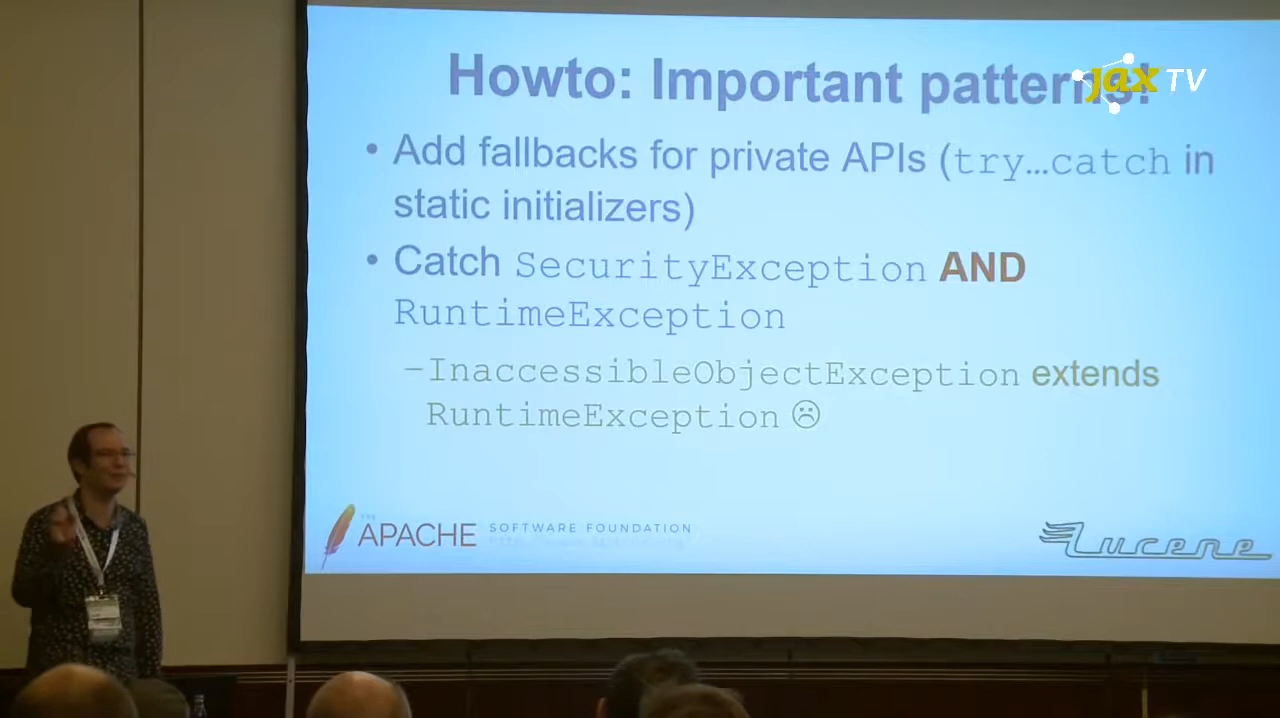 Howto: Important patterns!
jax TV
• Add fallbacks for private APIs (try…catch in
static initializers)
• Catch SecurityException AND
RuntimeException
–InaccessibleObjectException extends
RuntimeException ☹
THE
APACHE
SOFTWARE FOUNDATION
Lucene